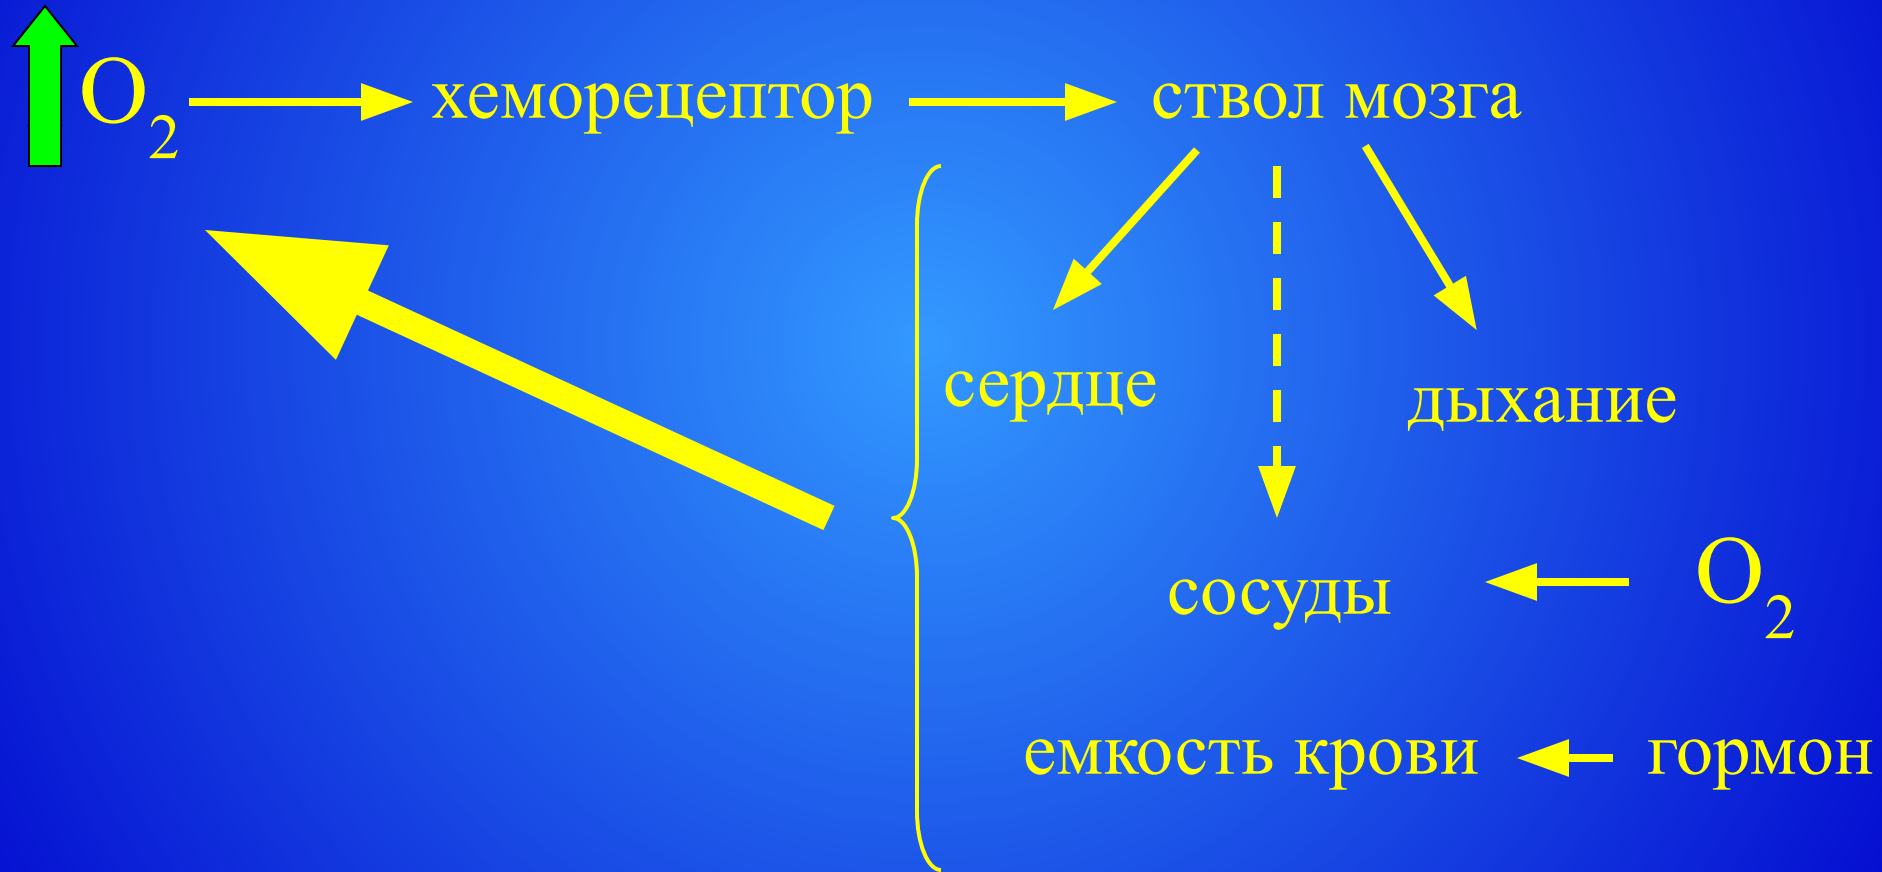 O2 хеморецептор ствол мозга
сердце дыхание
сосуды O2
емкость крови гормон